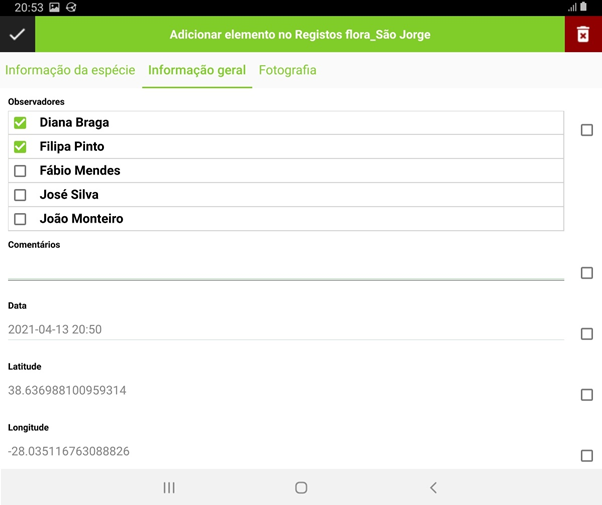 20:53
Adicionar elemento no Registos flora_São Jorge
Informação da espécie Informação geral Fotografia
Observadores
Diana Braga
Filipa Pinto
Fábio Mendes
José Silva
João Monteiro
Comentários
Data
2021-04-13 20:50
Latitude
38.636988100959314
Longitude
-28.035116763088826